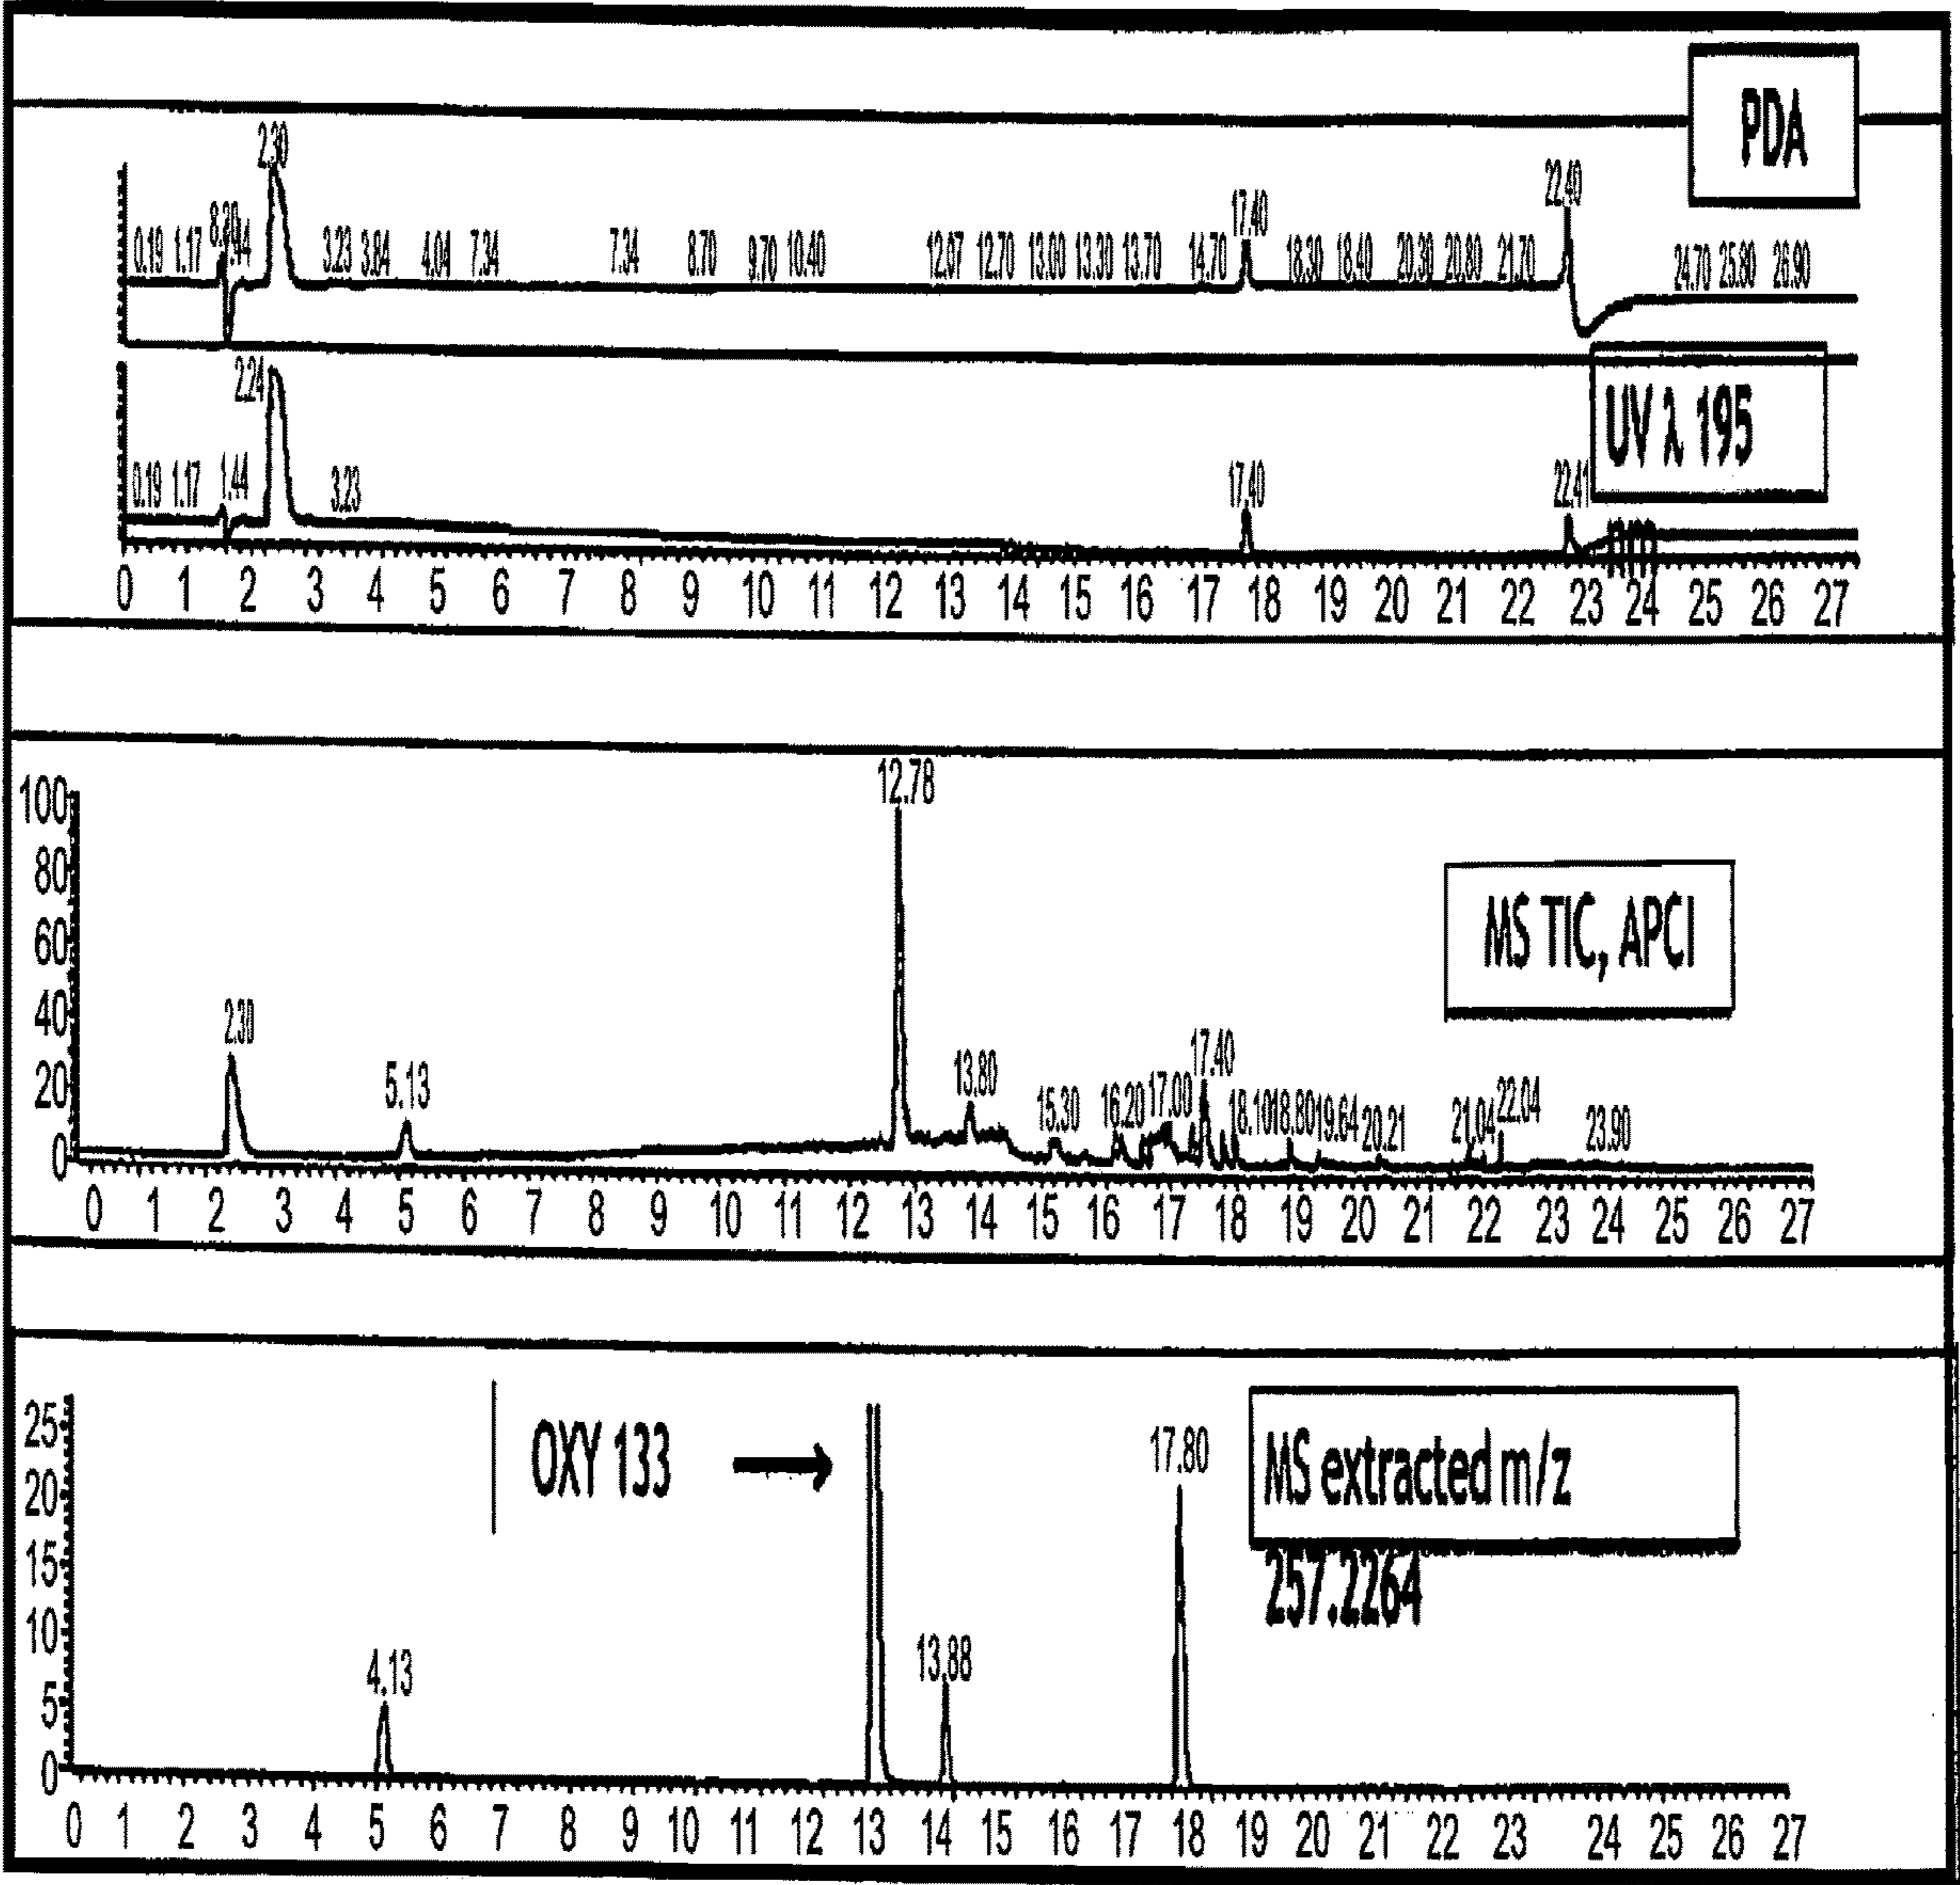 PDA
2.30
17.40
22.40
0.19 1.17 1.44 3.23 3.84 4.04 7.34 7.34 8.70 9.70 10.40 12.07 12.70 13.00 13.30 13.70 14.70 18.30 18.40 20.30 20.80 21.70 24.70 25.80 26.90
UV λ 195
nm
2.24
0.19 1.17 1.44 3.23 17.40 22.41
0 1 2 3 4 5 6 7 8 9 10 11 12 13 14 15 16 17 18 19 20 21 22 23 24 25 26 27
MS TIC, APCI
100
80
60
40
20
0
12.78
2.30 5.13 13.80 15.30 16.20 17.00 17.40 18.10 18.80 19.64 20.21 21.04 22.04 23.90
0 1 2 3 4 5 6 7 8 9 10 11 12 13 14 15 16 17 18 19 20 21 22 23 24 25 26 27
MS extracted m/z
257.2264
OXY 133
25
20
15
10
5
0
4.13 13.88 17.80
0 1 2 3 4 5 6 7 8 9 10 11 12 13 14 15 16 17 18 19 20 21 22 23 24 25 26 27